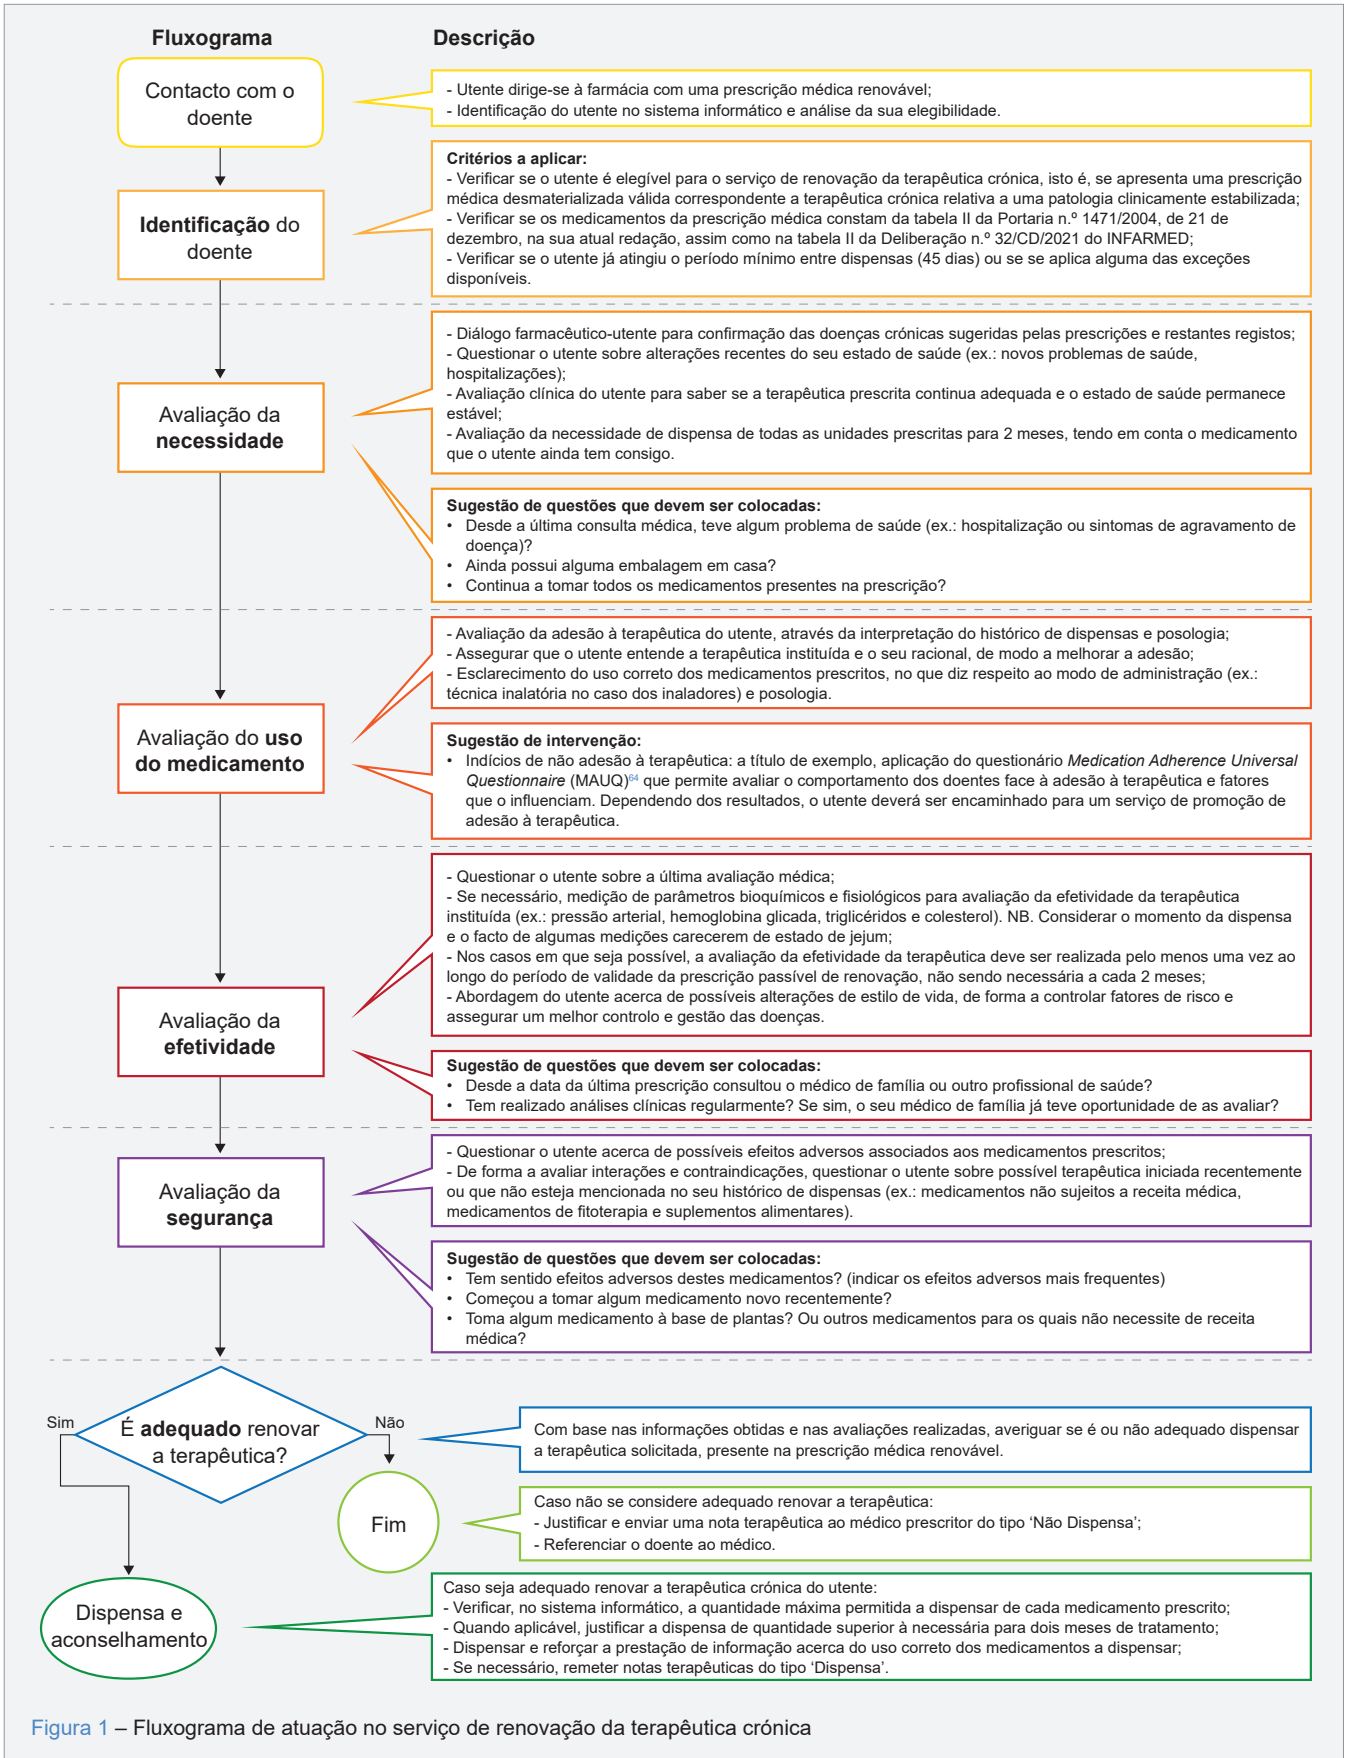 Fluxograma
Descrição
Contacto com o
doente
- Utente dirige-se à farmácia com uma prescrição médica renovável;
- Identificação do utente no sistema informático e análise da sua elegibilidade.
Identificação do
doente
Critérios a aplicar:
- Verificar se o utente é elegível para o serviço de renovação da terapêutica crónica, isto é, se apresenta uma prescrição
médica desmaterializada válida correspondente a terapêutica crónica relativa a uma patologia clinicamente estabilizada;
- Verificar se os medicamentos da prescrição médica constam da tabela II da Portaria n.º 1471/2004, de 21 de
dezembro, na sua atual redação, assim como na tabela II da Deliberação n.º 32/CD/2021 do INFARMED;
- Verificar se o utente já atingiu o período mínimo entre dispensas (45 dias) ou se se aplica alguma das exceções
disponíveis.
Avaliação da
necessidade
- Diálogo farmacêutico-utente para confirmação das doenças crónicas sugeridas pelas prescrições e restantes registos;
- Questionar o utente sobre alterações recentes do seu estado de saúde (ex.: novos problemas de saúde,
hospitalizações);
- Avaliação clínica do utente para saber se a terapêutica prescrita continua adequada e o estado de saúde permanece
estável;
- Avaliação da necessidade de dispensa de todas as unidades prescritas para 2 meses, tendo em conta o medicamento
que o utente ainda tem consigo.
Sugestão de questões que devem ser colocadas:
• Desde a última consulta médica, teve algum problema de saúde (ex.: hospitalização ou sintomas de agravamento de
doença)?
• Ainda possui alguma embalagem em casa?
• Continua a tomar todos os medicamentos presentes na prescrição?
Avaliação do uso
do medicamento
- Avaliação da adesão à terapêutica do utente, através da interpretação do histórico de dispensas e posologia;
- Assegurar que o utente entende a terapêutica instituída e o seu racional, de modo a melhorar a adesão;
- Esclarecimento do uso correto dos medicamentos prescritos, no que diz respeito ao modo de administração (ex.:
técnica inalatória no caso dos inaladores) e posologia.
Sugestão de intervenção:
• Indícios de não adesão à terapêutica: a título de exemplo, aplicação do questionário Medication Adherence Universal
Questionnaire (MAUQ)64 que permite avaliar o comportamento dos doentes face à adesão à terapêutica e fatores
que o influenciam. Dependendo dos resultados, o utente deverá ser encaminhado para um serviço de promoção de
adesão à terapêutica.
Avaliação da
efetividade
- Questionar o utente sobre a última avaliação médica;
- Se necessário, medição de parâmetros bioquímicos e fisiológicos para avaliação da efetividade da terapêutica
instituída (ex.: pressão arterial, hemoglobina glicada, triglicéridos e colesterol). NB. Considerar o momento da dispensa
e o facto de algumas medições carecerem de estado de jejum;
- Nos casos em que seja possível, a avaliação da efetividade da terapêutica deve ser realizada pelo menos uma vez ao
longo do período de validade da prescrição passível de renovação, não sendo necessária a cada 2 meses;
- Abordagem do utente acerca de possíveis alterações de estilo de vida, de forma a controlar fatores de risco e
assegurar um melhor controlo e gestão das doenças.
Sugestão de questões que devem ser colocadas:
• Desde a data da última prescrição consultou o médico de família ou outro profissional de saúde?
• Tem realizado análises clínicas regularmente? Se sim, o seu médico de família já teve oportunidade de as avaliar?
Avaliação da
segurança
- Questionar o utente acerca de possíveis efeitos adversos associados aos medicamentos prescritos;
- De forma a avaliar interações e contraindicações, questionar o utente sobre possível terapêutica iniciada recentemente
ou que não esteja mencionada no seu histórico de dispensas (ex.: medicamentos não sujeitos a receita médica,
medicamentos de fitoterapia e suplementos alimentares).
Sugestão de questões que devem ser colocadas:
• Tem sentido efeitos adversos destes medicamentos? (indicar os efeitos adversos mais frequentes)
• Começou a tomar algum medicamento novo recentemente?
• Toma algum medicamento à base de plantas? Ou outros medicamentos para os quais não necessite de receita
médica?
Sim
É adequado renovar
a terapêutica?
Não
Com base nas informações obtidas e nas avaliações realizadas, averiguar se é ou não adequado dispensar
a terapêutica solicitada, presente na prescrição médica renovável.
Fim
Caso não se considere adequado renovar a terapêutica:
- Justificar e enviar uma nota terapêutica ao médico prescritor do tipo ‘Não Dispensa’;
- Referenciar o doente ao médico.
Dispensa e
aconselhamento
Caso seja adequado renovar a terapêutica crónica do utente:
- Verificar, no sistema informático, a quantidade máxima permitida a dispensar de cada medicamento prescrito;
- Quando aplicável, justificar a dispensa de quantidade superior à necessária para dois meses de tratamento;
- Dispensar e reforçar a prestação de informação acerca do uso correto dos medicamentos a dispensar;
- Se necessário, remeter notas terapêuticas do tipo ‘Dispensa’.
Figura 1 – Fluxograma de atuação no serviço de renovação da terapêutica crónica